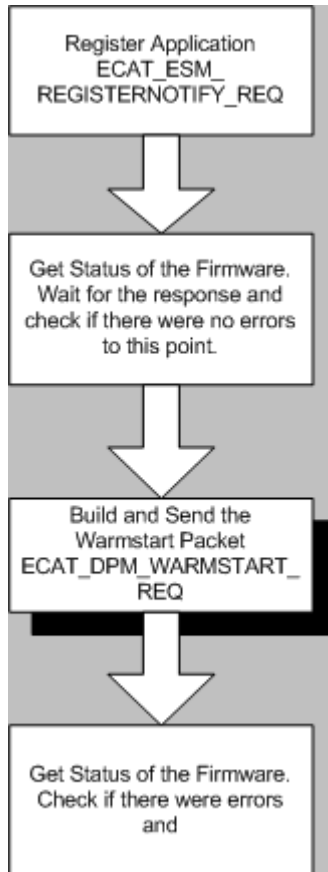 Register Application
ECAT_ESM_
REGISTERNOTIFY_REQ
Get Status of the Firmware.
Wait for the response and
check if there were no errors
to this point.
Build and Send the
Warmstart Packet
ECAT_DPM_WARMSTART_
REQ
Get Status of the Firmware.
Check if there were errors
and